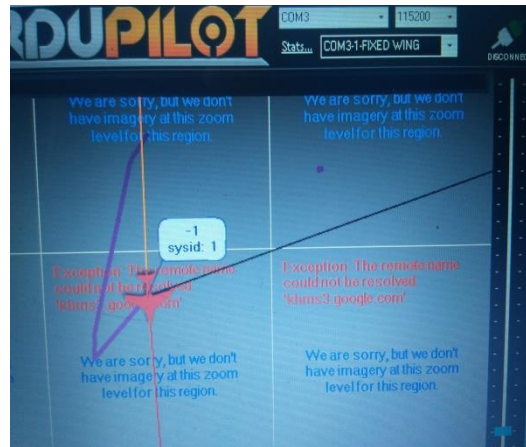 RDUPILOT
COM3
115200
Stats...
COM3-1-FIXED WING
DISCONNE
We are sorry, but we don't
have imagery at this zoom
level for this region.
We are sorry, but we don't
have imagery at this zoom
level for this region.
-1
sysid: 1
Exception: The remote name
could not be resolved:
google.com'
Exception: The remote name
could not be resolved:
'khms3.google.com'
We are sorry, but we don't
have imagery at this zoom
level for this region.
We are sorry, but we don't
have imagery at this zoom
level for this region.